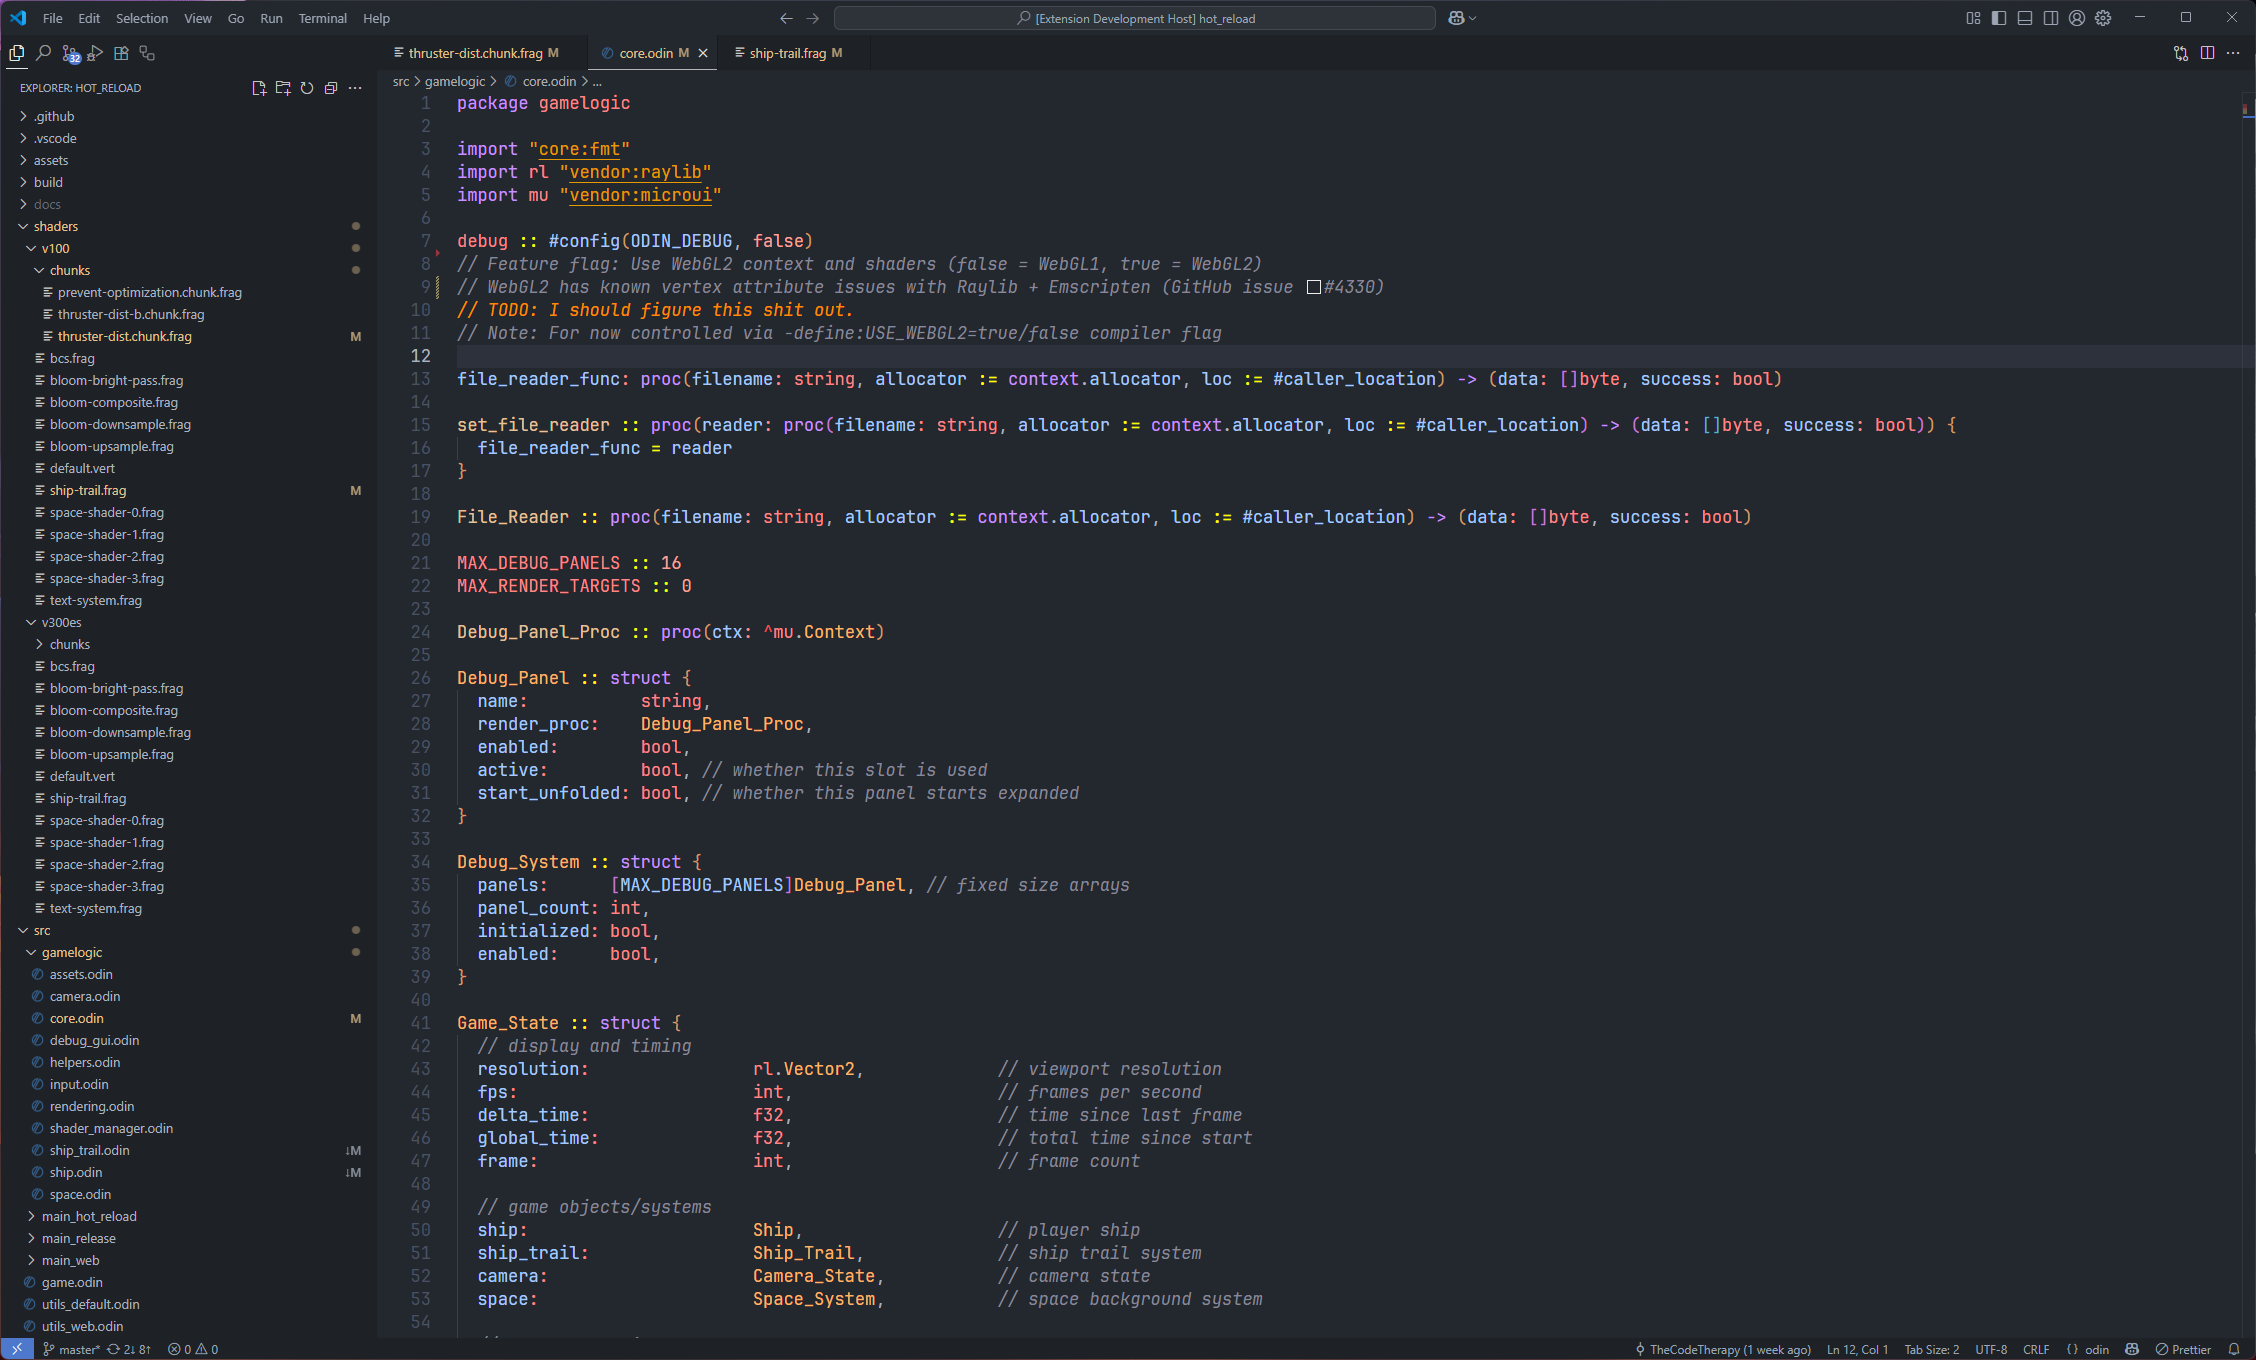 File Edit Selection View Go Run Terminal Help
[Extension Development Host] hot_reload
32
thruster-dist.chunk.frag M
core.odin M
ship-trail.frag M
EXPLORER: HOT_RELOAD
src > gamelogic > core.odin > ...
.github
.vscode
assets
build
docs
shaders
v100
chunks
prevent-optimization.chunk.frag
thruster-dist-b.chunk.frag
thruster-dist.chunk.frag M
bcs.frag
bloom-bright-pass.frag
bloom-composite.frag
bloom-downsample.frag
bloom-upsample.frag
default.vert
ship-trail.frag M
space-shader-0.frag
space-shader-1.frag
space-shader-2.frag
space-shader-3.frag
text-system.frag
v300es
chunks
bcs.frag
bloom-bright-pass.frag
bloom-composite.frag
bloom-downsample.frag
bloom-upsample.frag
default.vert
ship-trail.frag
space-shader-0.frag
space-shader-1.frag
space-shader-2.frag
space-shader-3.frag
text-system.frag
src
gamelogic
assets.odin
camera.odin
core.odin M
debug_gui.odin
helpers.odin
input.odin
rendering.odin
shader_manager.odin
ship_trail.odin ↓M
ship.odin ↓M
space.odin
main_hot_reload
main_release
main_web
game.odin
utils_default.odin
utils_web.odin
1 package gamelogic
2
3 import "core:fmt"
4 import rl "vendor:raylib"
5 import mu "vendor:microui"
6
7 debug :: #config(ODIN_DEBUG, false)
8 // Feature flag: Use WebGL2 context and shaders (false = WebGL1, true = WebGL2)
9 // WebGL2 has known vertex attribute issues with Raylib + Emscripten (GitHub issue #4330)
10 // TODO: I should figure this shit out.
11 // Note: For now controlled via -define:USE_WEBGL2=true/false compiler flag
12
13 file_reader_func: proc(filename: string, allocator := context.allocator, loc := #caller_location) -> (data: []byte, success: bool)
14
15 set_file_reader :: proc(reader: proc(filename: string, allocator := context.allocator, loc := #caller_location) -> (data: []byte, success: bool)) {
16 file_reader_func = reader
17 }
18
19 File_Reader :: proc(filename: string, allocator := context.allocator, loc := #caller_location) -> (data: []byte, success: bool)
20
21 MAX_DEBUG_PANELS :: 16
22 MAX_RENDER_TARGETS :: 0
23
24 Debug_Panel_Proc :: proc(ctx: ^mu.Context)
25
26 Debug_Panel :: struct {
27 name: string,
28 render_proc: Debug_Panel_Proc,
29 enabled: bool,
30 active: bool, // whether this slot is used
31 start_unfolded: bool, // whether this panel starts expanded
32 }
33
34 Debug_System :: struct {
35 panels: [MAX_DEBUG_PANELS]Debug_Panel, // fixed size arrays
36 panel_count: int,
37 initialized: bool,
38 enabled: bool,
39 }
40
41 Game_State :: struct {
42 // display and timing
43 resolution: rl.Vector2, // viewport resolution
44 fps: int, // frames per second
45 delta_time: f32, // time since last frame
46 global_time: f32, // total time since start
47 frame: int, // frame count
48
49 // game objects/systems
50 ship: Ship, // player ship
51 ship_trail: Ship_Trail, // ship trail system
52 camera: Camera_State, // camera state
53 space: Space_System, // space background system
54
master* 2↓ 8↑ 0 0
TheCodeTherapy (1 week ago) Ln 12, Col 1 Tab Size: 2 UTF-8 CRLF {} odin Prettier